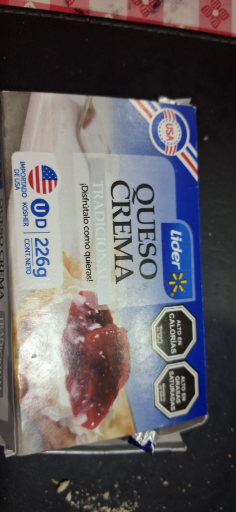 USA
Lider
QUESO
CREMA
TRADICIONAL
¡Disfrútalo como quieras!
ALTO EN
CALORÍAS
ALTO EN
GRASAS
SATURADAS
IMPORTADO
DE USA
U D
KOSHER
226g
CONT. NETO